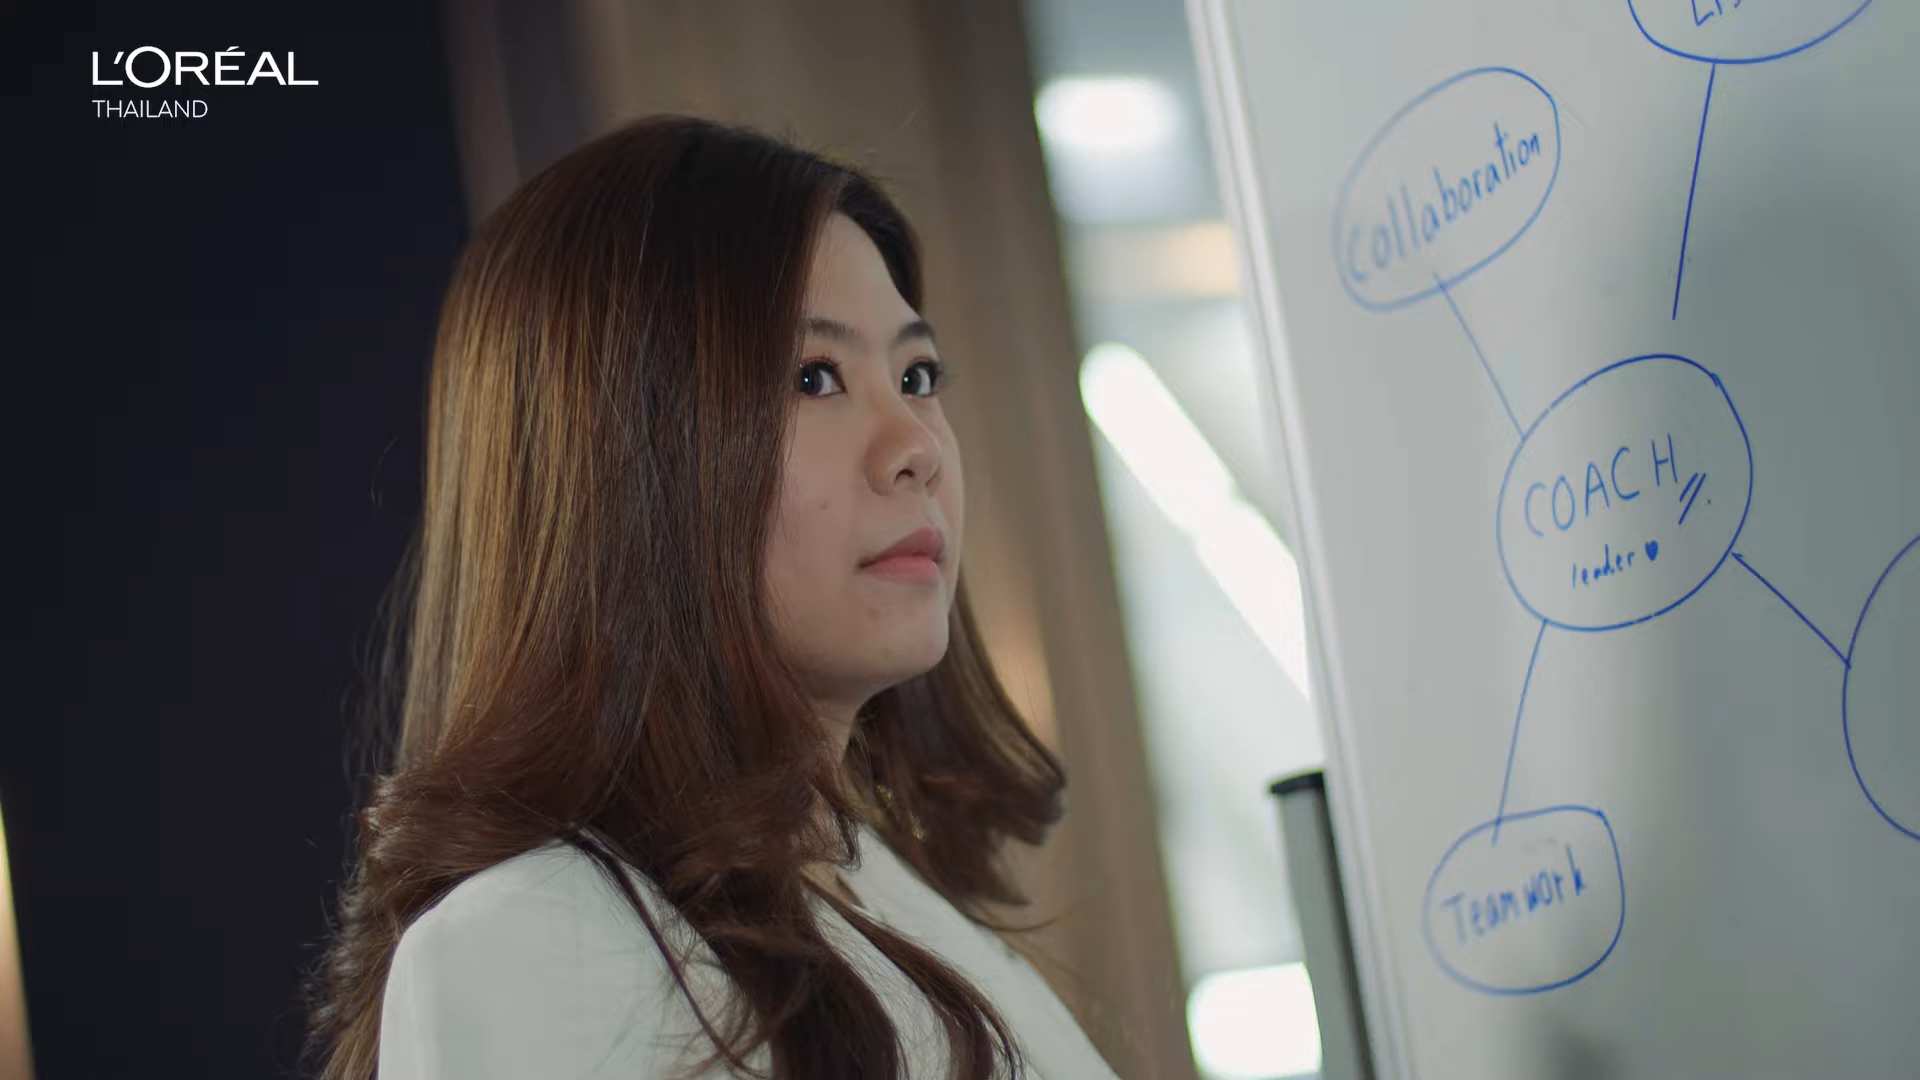 L'ORÉAL
THAILAND
collaboration
COACH
leader ♥
Teamwork